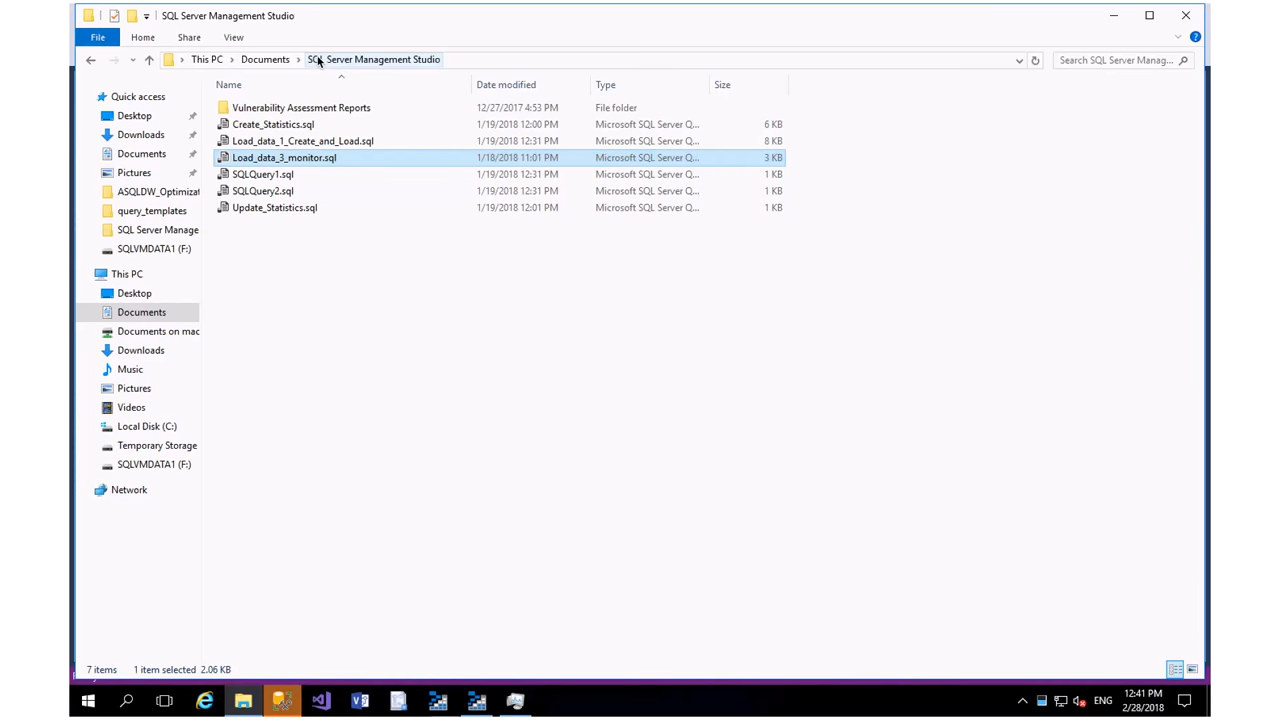 SQL Server Management Studio
File Home Share View
This PC Documents SQL Server Management Studio Search SQL Server Manag...
Name Date modified Type Size
Quick access
Desktop
Downloads
Documents
Pictures
ASQLDW_Optimizat
query_templates
SQL Server Manage
SQLVMDATA1 (F:)
This PC
Desktop
Documents
Documents on mac
Downloads
Music
Pictures
Videos
Local Disk (C:)
Temporary Storage
SQLVMDATA1 (F:)
Network
Vulnerability Assessment Reports 12/27/2017 4:53 PM File folder
Create_Statistics.sql 1/19/2018 12:00 PM Microsoft SQL Server Q... 6 KB
Load_data_1_Create_and_Load.sql 1/19/2018 12:31 PM Microsoft SQL Server Q... 8 KB
Load_data_3_monitor.sql 1/18/2018 11:01 PM Microsoft SQL Server Q... 3 KB
SQLQuery1.sql 1/19/2018 12:31 PM Microsoft SQL Server Q... 1 KB
SQLQuery2.sql 1/19/2018 12:31 PM Microsoft SQL Server Q... 1 KB
Update_Statistics.sql 1/19/2018 12:01 PM Microsoft SQL Server Q... 1 KB
7 items 1 item selected 2.06 KB
ENG 12:41 PM
2/28/2018